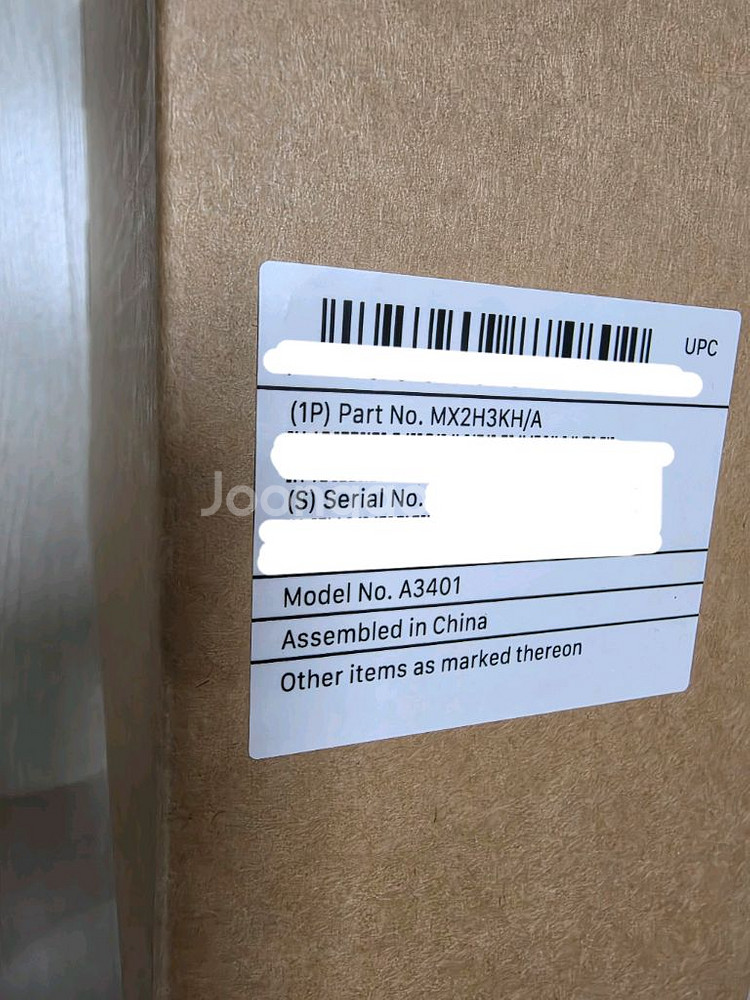 UPC
(1P) Part No. MX2H3KH/A
(S) Serial No.
Model No. A3401
Assembled in China
Other items as marked thereon